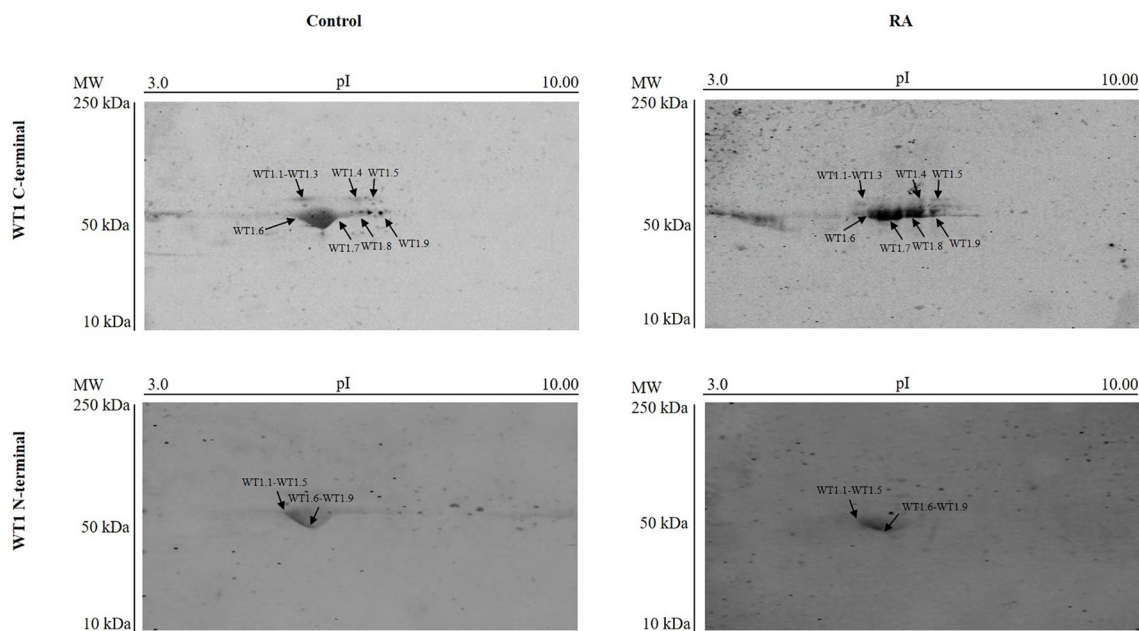 Control
RA
MW 3.0 pI 10.00
MW 3.0 pI 10.00
250 kDa
250 kDa
WT1 C-terminal
WT1.1-WT1.3 WT1.4 WT1.5
WT1.1-WT1.3 WT1.4 WT1.5
50 kDa
50 kDa
WT1.6 WT1.7 WT1.8 WT1.9
WT1.6 WT1.7 WT1.8 WT1.9
10 kDa
10 kDa
MW 3.0 pI 10.00
MW 3.0 pI 10.00
250 kDa
250 kDa
WT1 N-terminal
WT1.1-WT1.5
WT1.6-WT1.9
WT1.1-WT1.5
WT1.6-WT1.9
50 kDa
50 kDa
10 kDa
10 kDa